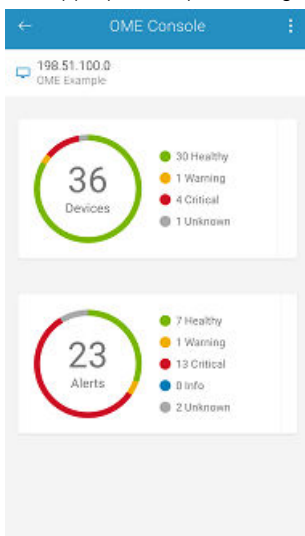 OME Console
198.51.100.0
OME Example
36
Devices
30 Healthy
1 Warning
4 Critical
1 Unknown
23
Alerts
7 Healthy
1 Warning
13 Critical
0 Info
2 Unknown